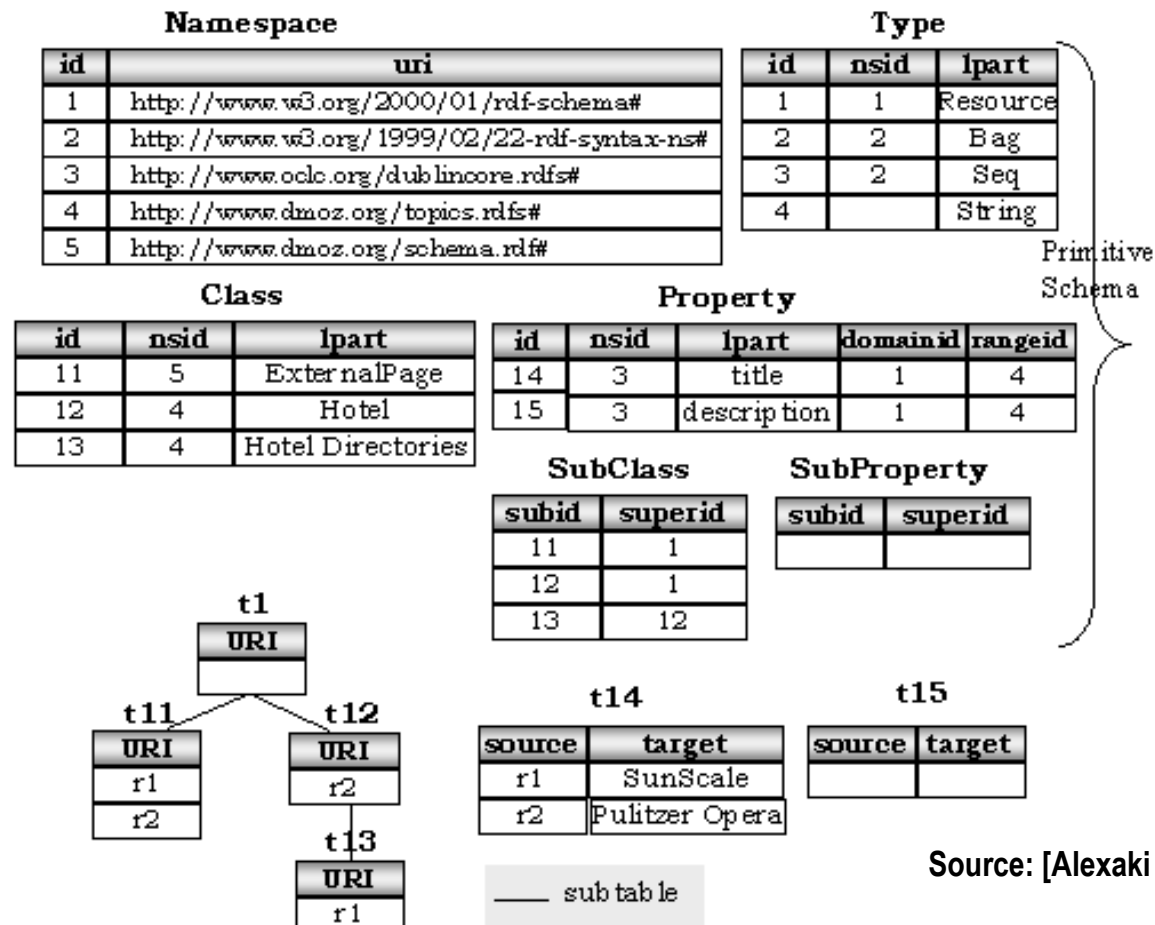 Namespace
id uri
1 http://www.w3.org/2000/01/rdf-schema#
2 http://www.w3.org/1999/02/22-rdf-syntax-ns#
3 http://www.oclc.org/dublincore.rdfs#
4 http://www.dmoz.org/topics.rdfs#
5 http://www.dmoz.org/schema.rdf#
Type
id nsid lpart
1 1 Resource
2 2 Bag
3 2 Seq
4 String
Primitive
Schema
Class
id nsid lpart
11 5 ExternalPage
12 4 Hotel
13 4 Hotel Directories
Property
id nsid lpart domainid rangeid
14 3 title 1 4
15 3 description 1 4
SubClass
subid superid
11 1
12 1
13 12
SubProperty
subid superid
t1
URI
t11
URI
r1
r2
t12
URI
r2
t13
URI
r1
t14
source target
r1 SunScale
r2 Pulitzer Opera
t15
source target
subtable
Source: [Alexaki